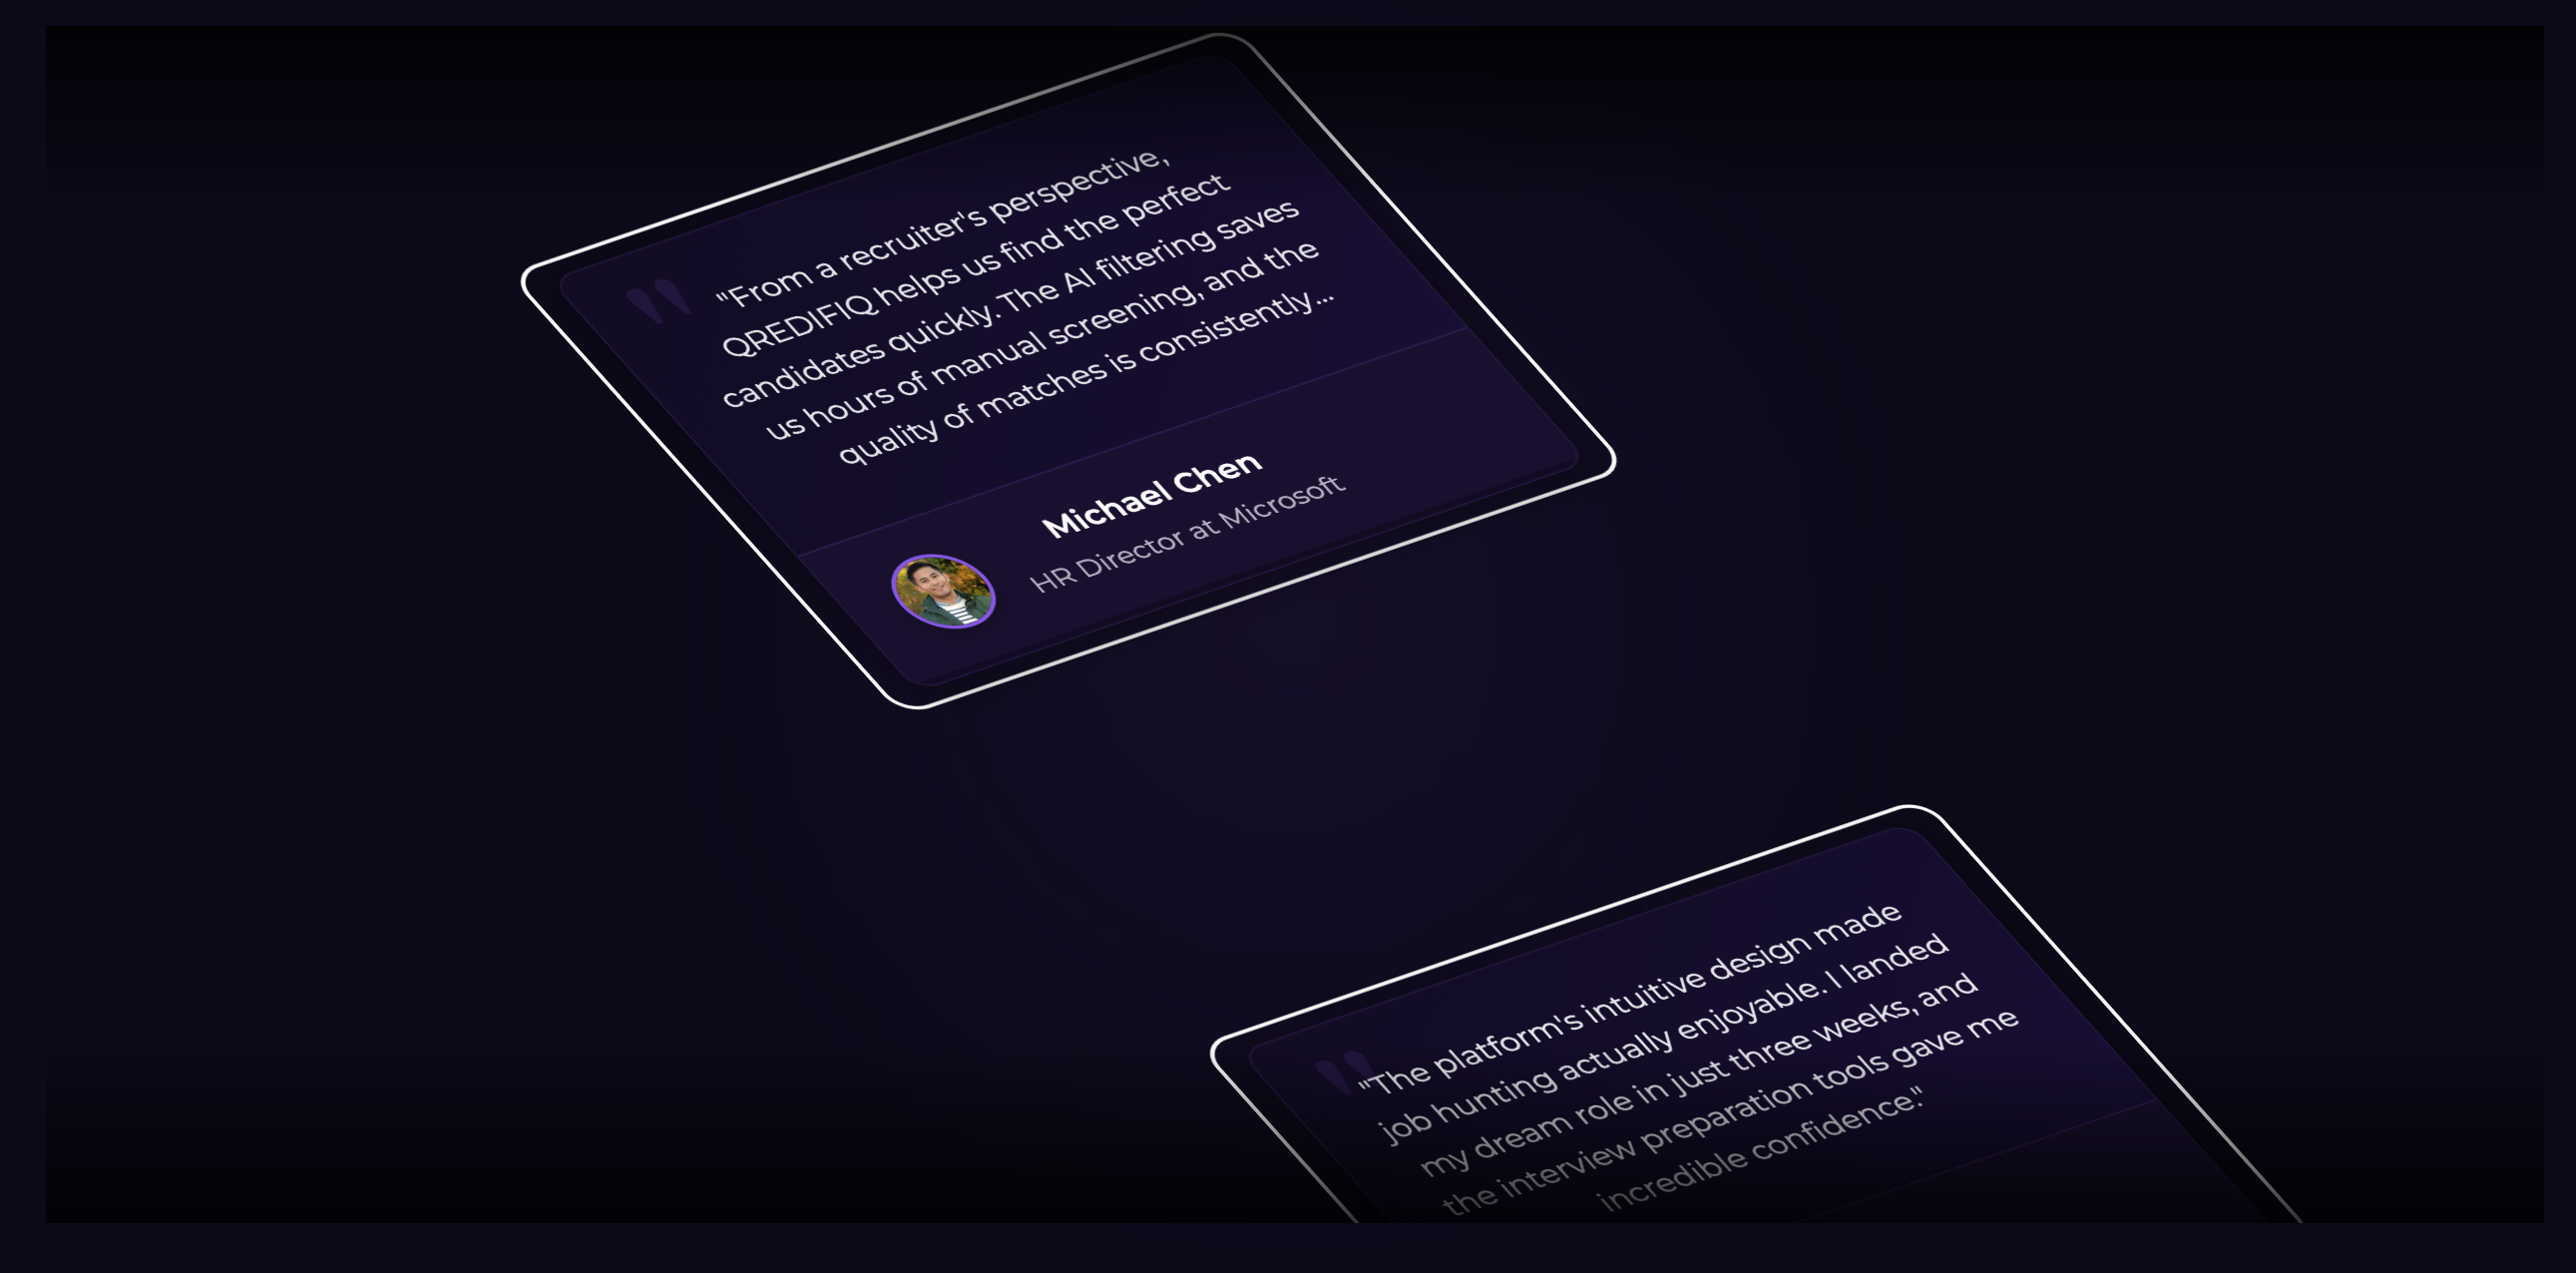 "From a recruiter's perspective,
QREDIFIQ helps us find the perfect
candidates quickly. The AI filtering saves
us hours of manual screening, and the
quality of matches is consistently...
Michael Chen
HR Director at Microsoft
"The platform's intuitive design made
job hunting actually enjoyable. I landed
my dream role in just three weeks, and
the interview preparation tools gave me
incredible confidence."